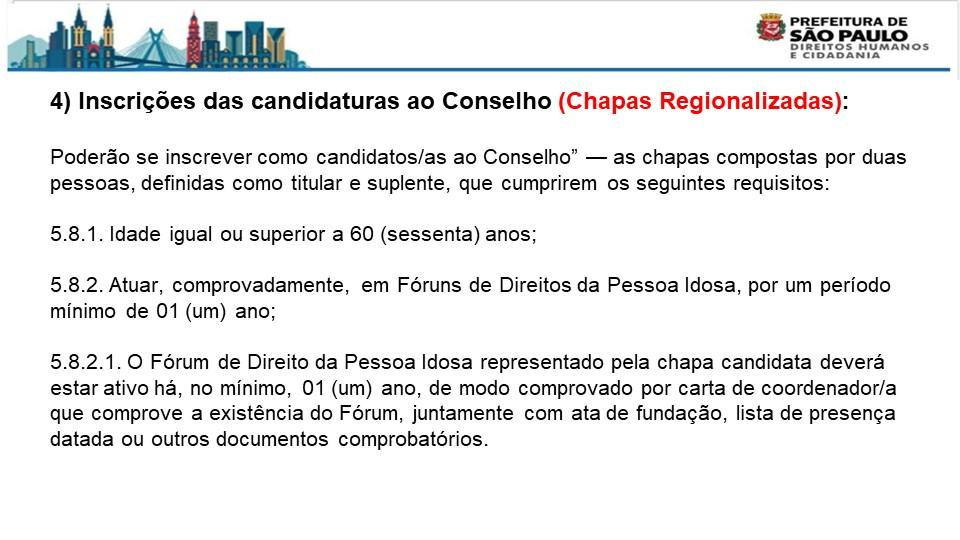 PREFEITURA DE
SÃO PAULO
DIREITOS HUMANOS
E CIDADANIA
4) Inscrições das candidaturas ao Conselho (Chapas Regionalizadas):
Poderão se inscrever como candidatos/as ao Conselho” — as chapas compostas por duas
pessoas, definidas como titular e suplente, que cumprirem os seguintes requisitos:
5.8.1. Idade igual ou superior a 60 (sessenta) anos;
5.8.2. Atuar, comprovadamente, em Fóruns de Direitos da Pessoa Idosa, por um período
mínimo de 01 (um) ano;
5.8.2.1. O Fórum de Direito da Pessoa Idosa representado pela chapa candidata deverá
estar ativo há, no mínimo, 01 (um) ano, de modo comprovado por carta de coordenador/a
que comprove a existência do Fórum, juntamente com ata de fundação, lista de presença
datada ou outros documentos comprobatórios.